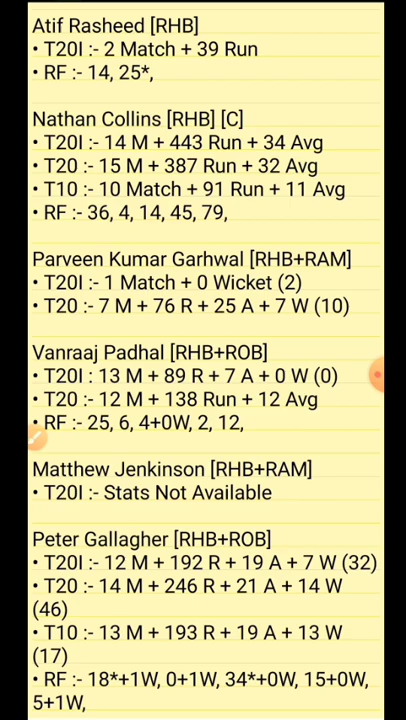 Atif Rasheed [RHB]
• T20I :- 2 Match + 39 Run
• RF :- 14, 25*,
Nathan Collins [RHB] [C]
• T20I :- 14 M + 443 Run + 34 Avg
• T20 :- 15 M + 387 Run + 32 Avg
• T10 :- 10 Match + 91 Run + 11 Avg
• RF :- 36, 4, 14, 45, 79,
Parveen Kumar Garhwal [RHB+RAM]
• T20I :- 1 Match + 0 Wicket (2)
• T20 :- 7 M + 76 R + 25 A + 7 W (10)
Vanraaj Padhal [RHB+ROB]
• T20I : 13 M + 89 R + 7 A + 0 W (0)
• T20 :- 12 M + 138 Run + 12 Avg
• RF :- 25, 6, 4+0W, 2, 12,
Matthew Jenkinson [RHB+RAM]
• T20I :- Stats Not Available
Peter Gallagher [RHB+ROB]
• T20I :- 12 M + 192 R + 19 A + 7 W (32)
• T20 :- 14 M + 246 R + 21 A + 14 W
(46)
• T10 :- 13 M + 193 R + 19 A + 13 W
(17)
• RF :- 18*+1W, 0+1W, 34*+0W, 15+0W,
5+1W,